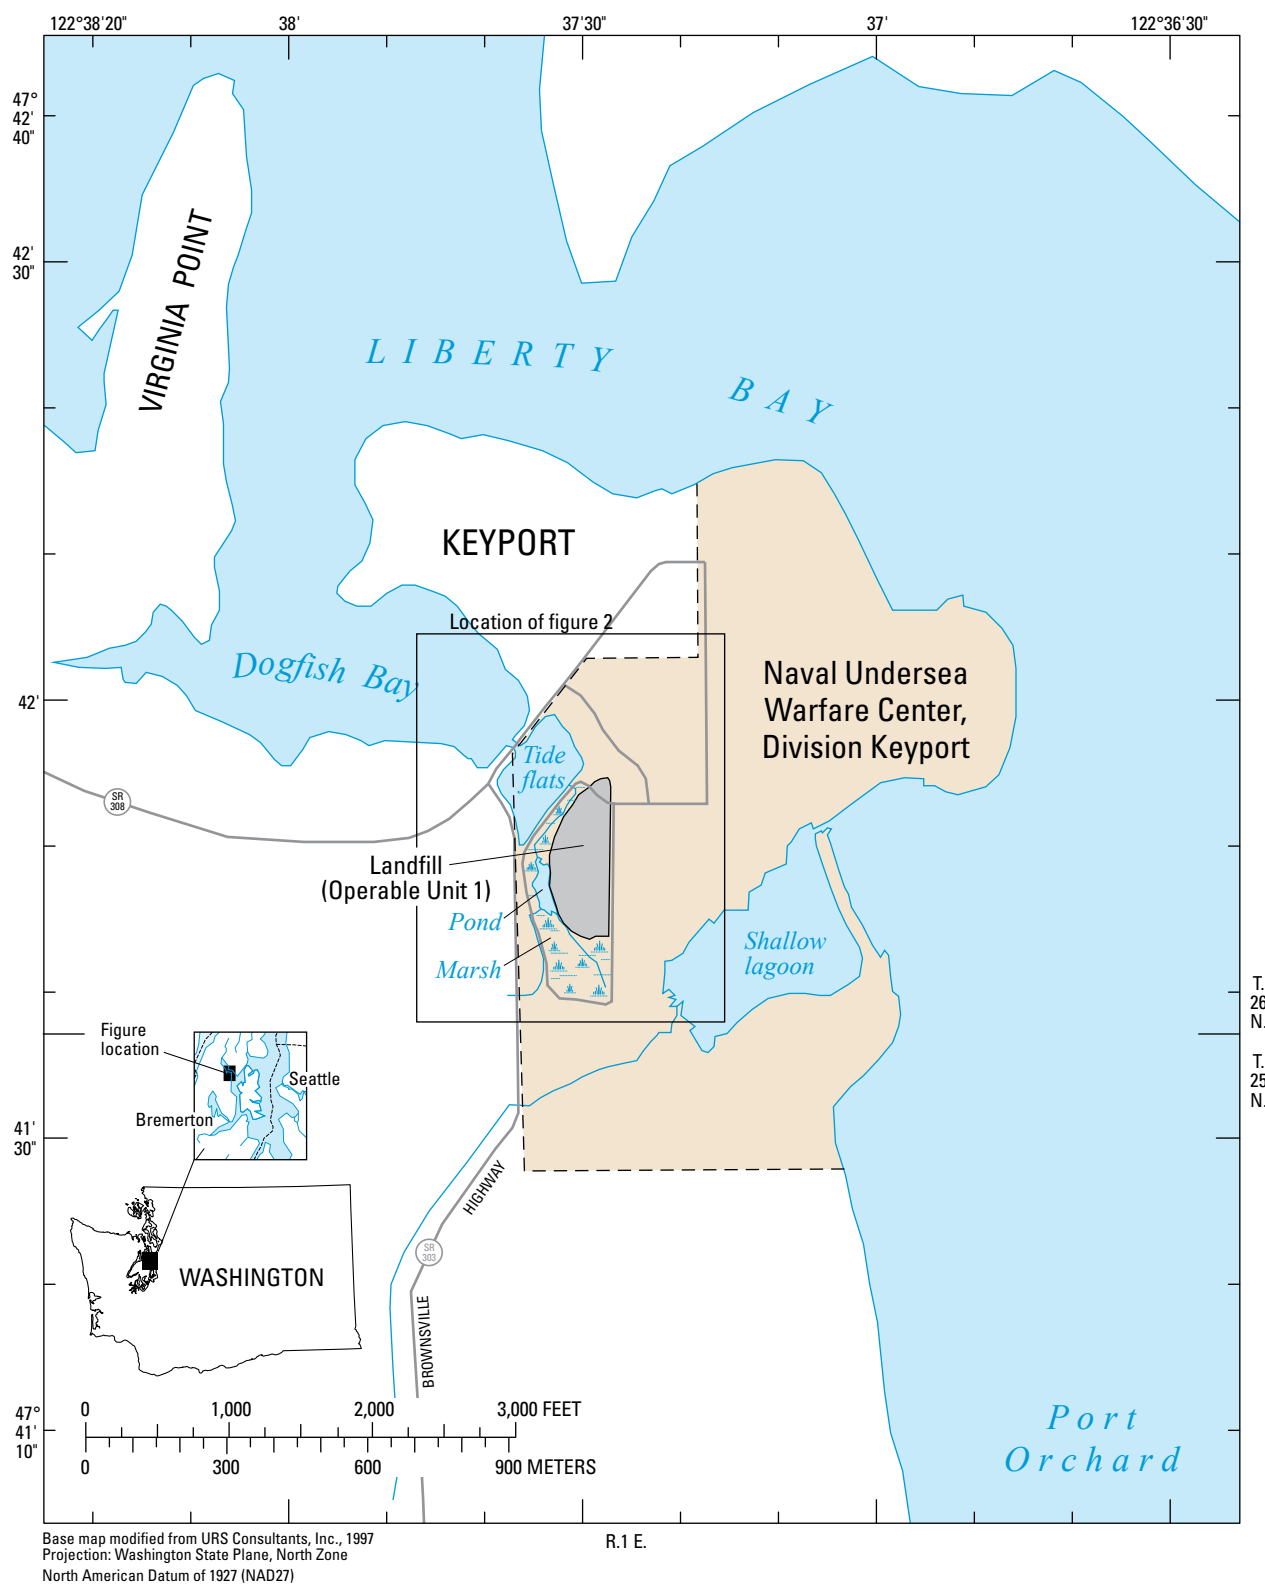 122°38'20"
38'
37'30"
37'
122°36'30"
47°
42'
40"
42'
30"
VIRGINIA POINT
LIBERTY
BAY
KEYPORT
Location of figure 2
Dogfish Bay
Naval Undersea
Warfare Center,
Division Keyport
42'
Tide
flats
SR
308
Landfill
(Operable Unit 1)
Pond
Marsh
Shallow
lagoon
T.
26
N.
T.
25
N.
Figure
location
Seattle
Bremerton
41'
30"
HIGHWAY
SR
303
WASHINGTON
BROWNSVILLE
0 1,000 2,000 3,000 FEET
47°
41'
10"
0 300 600 900 METERS
Port
Orchard
Base map modified from URS Consultants, Inc., 1997
Projection: Washington State Plane, North Zone
North American Datum of 1927 (NAD27)
R.1 E.